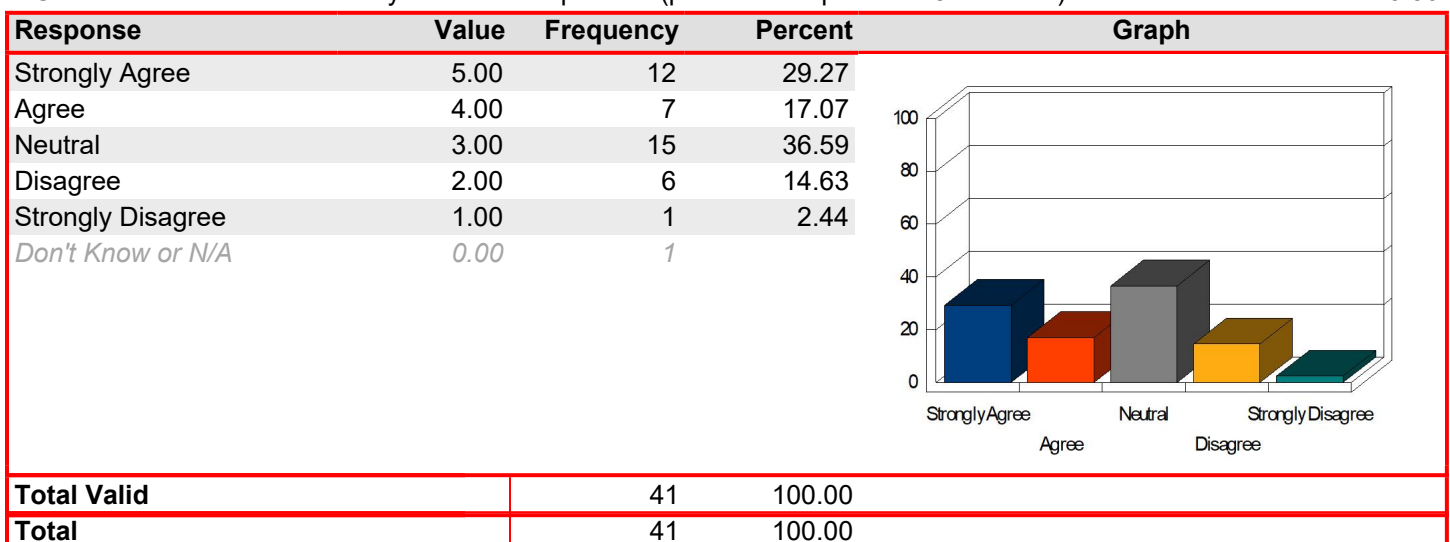 Response Value Frequency Percent Graph
Strongly Agree 5.00 12 29.27
Agree 4.00 7 17.07
Neutral 3.00 15 36.59
Disagree 2.00 6 14.63
Strongly Disagree 1.00 1 2.44
Don't Know or N/A 0.00 1
100
80
60
40
20
0
Strongly Agree Neutral Strongly Disagree
Agree Disagree
Total Valid 41 100.00
Total 41 100.00